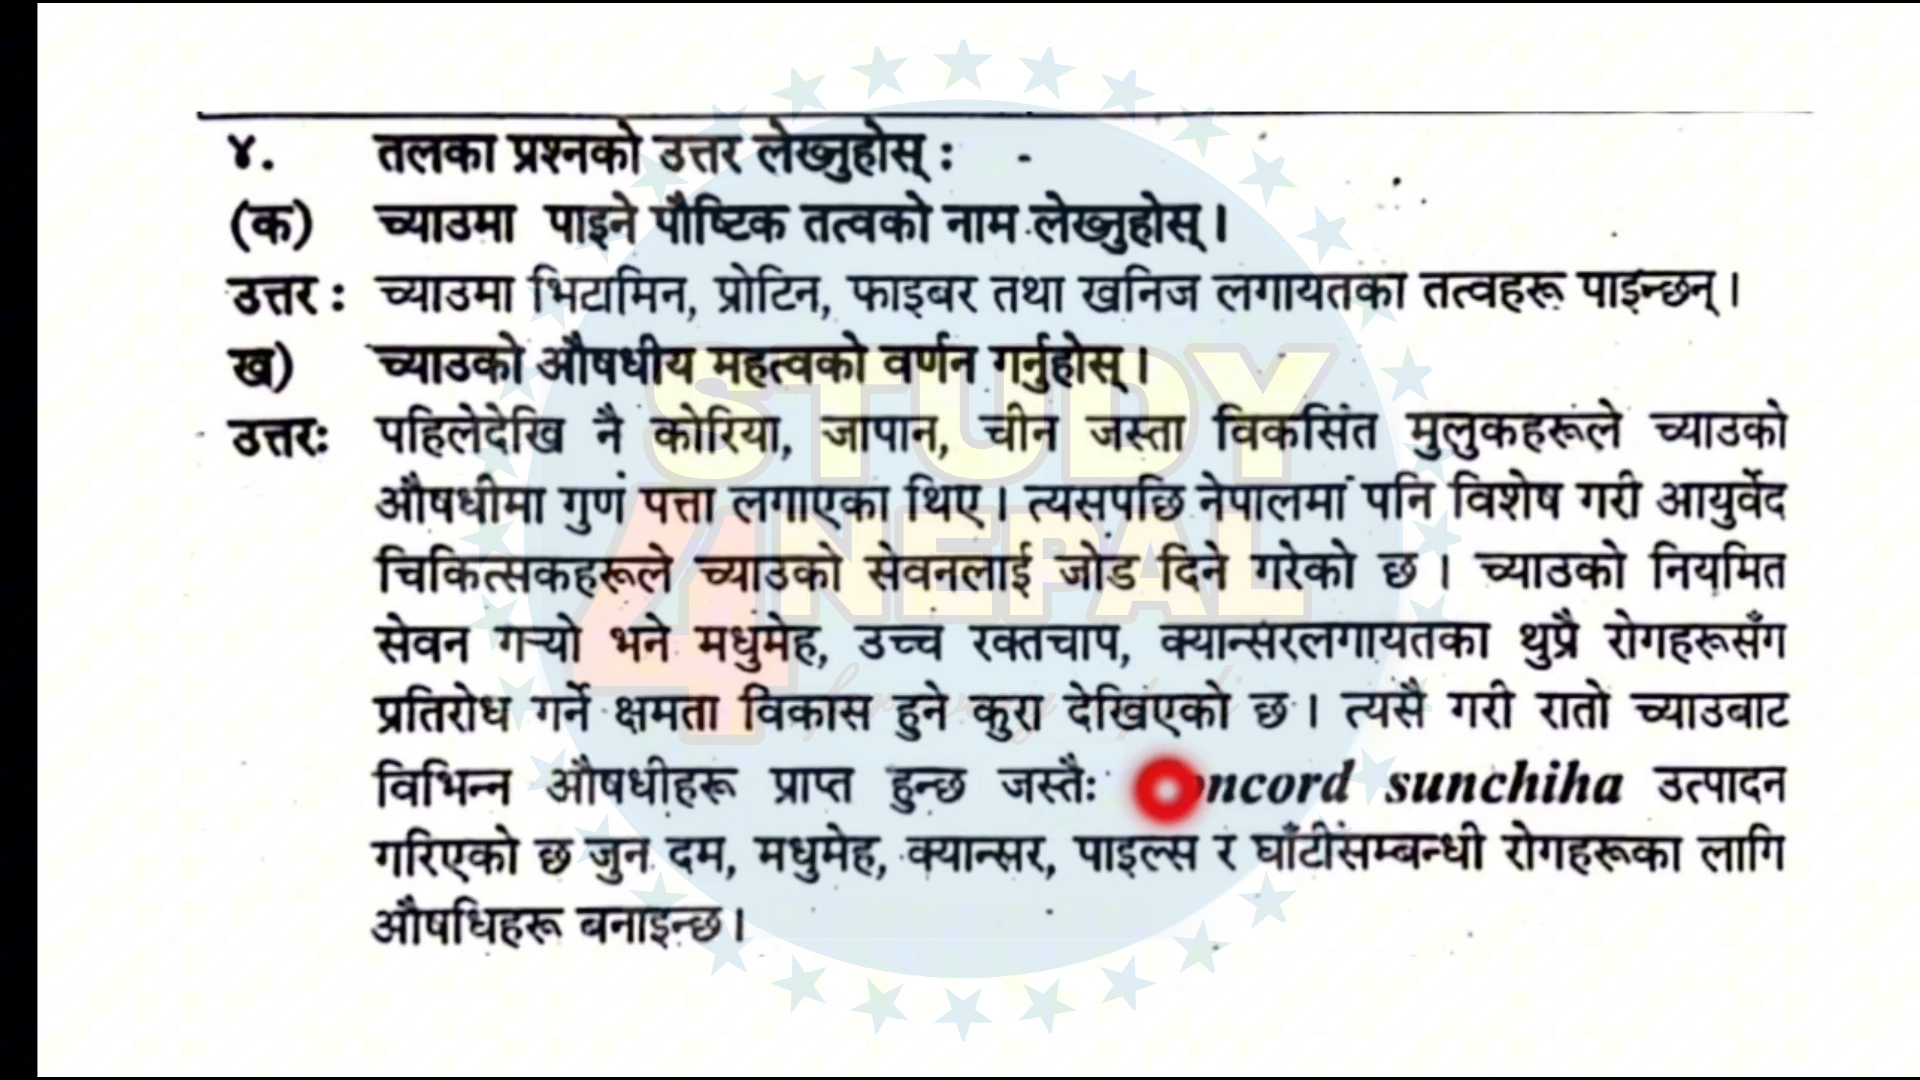 ४. तलका प्रश्नको उत्तर लेख्नुहोस् : -
(क) च्याउमा पाइने पौष्टिक तत्वको नाम लेख्नुहोस् ।
उत्तर : च्याउमा भिटामिन, प्रोटिन, फाइबर तथा खनिज लगायतका तत्वहरू पाइन्छन् ।
ख) च्याउको औषधीय महत्वको वर्णन गर्नुहोस् ।
उत्तरः पहिलेदेखि नै कोरिया, जापान, चीन जस्ता विकसित मुलुकहरूले च्याउको
औषधीमा गुण पत्ता लगाएका थिए । त्यसपछि नेपालमा पनि विशेष गरी आयुर्वेद
चिकित्सकहरूले च्याउको सेवनलाई जोड दिने गरेको छ । च्याउको नियमित
सेवन गर्‍यो भने मधुमेह, उच्च रक्तचाप, क्यान्सरलगायतका थुप्रै रोगहरूसँग
प्रतिरोध गर्ने क्षमता विकास हुने कुरा देखिएको छ । त्यसै गरी रातो च्याउबाट
विभिन्न औषधीहरू प्राप्त हुन्छ जस्तैः sunchiha उत्पादन
गरिएको छ जुन दम, मधुमेह, क्यान्सर, पाइल्स र घाँटीसम्बन्धी रोगहरूका लागि
औषधिहरू बनाइन्छ ।
STUDY
4 NEPAL